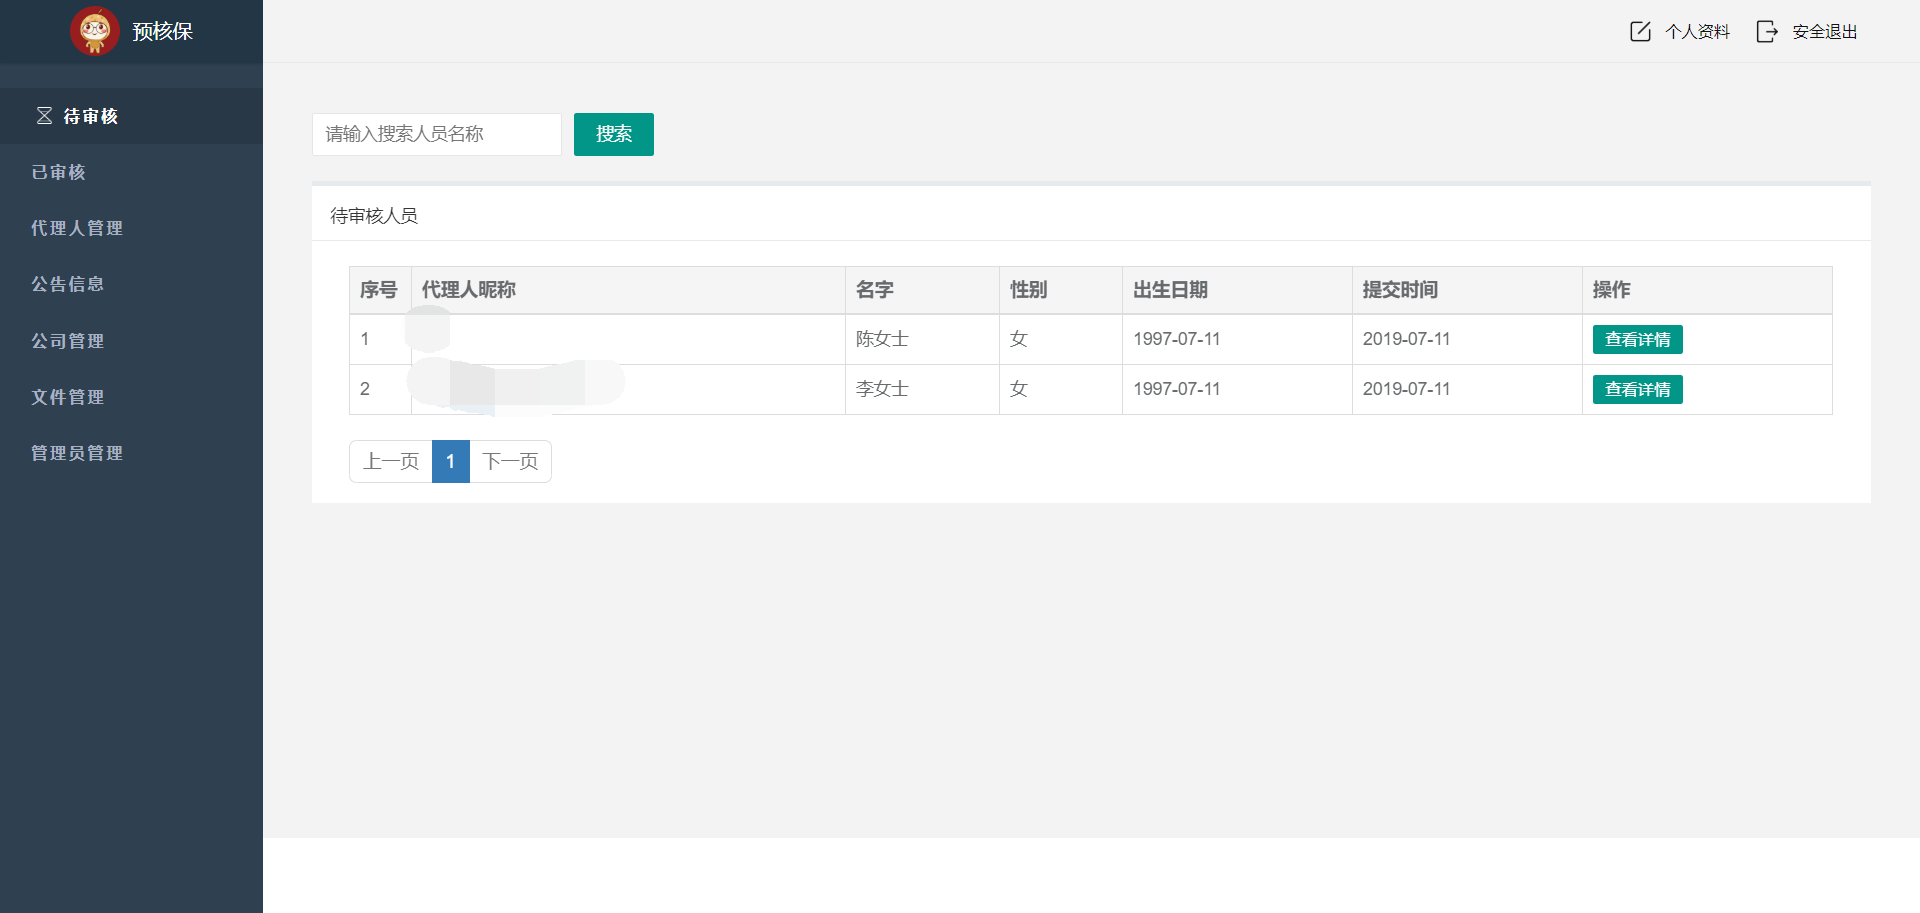 预核保
个人资料
安全退出
待审核
已审核
代理人管理
公告信息
公司管理
文件管理
管理员管理
请输入搜索人员名称
搜索
待审核人员
序号 代理人昵称 名字 性别 出生日期 提交时间 操作
1 陈女士 女 1997-07-11 2019-07-11 查看详情
2 李女士 女 1997-07-11 2019-07-11 查看详情
上一页 1 下一页